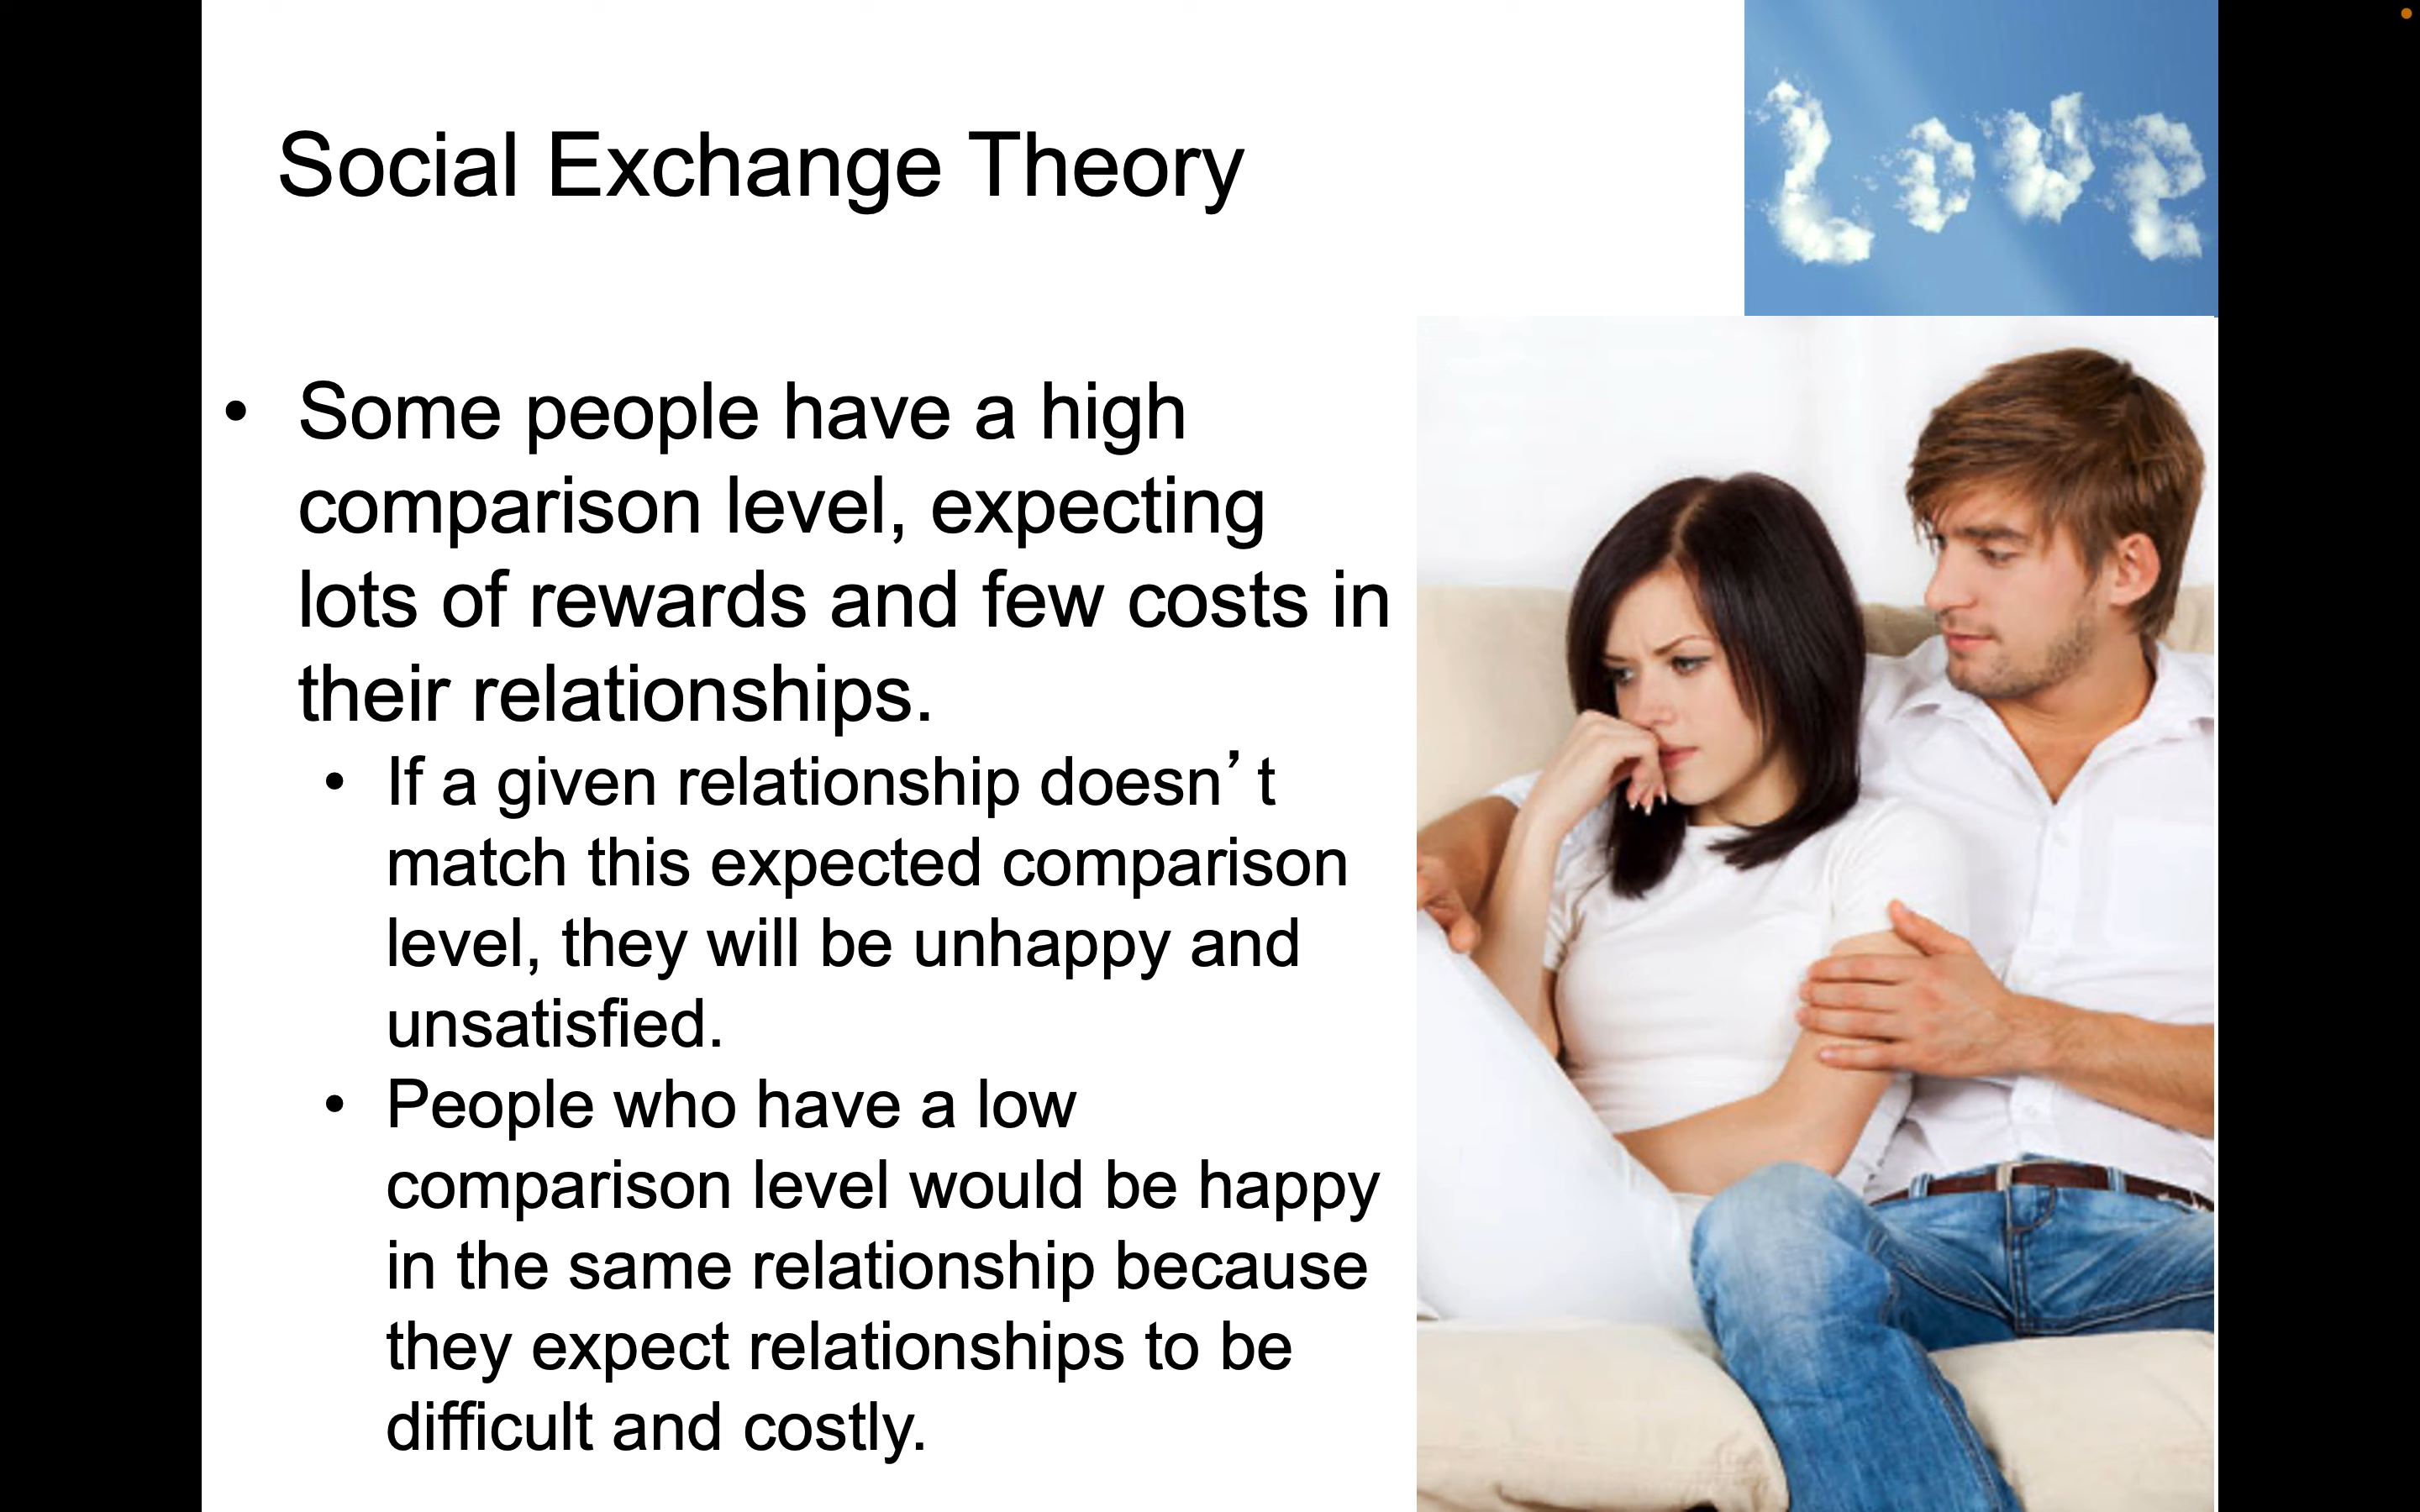 Love
Social Exchange Theory
• Some people have a high
comparison level, expecting
lots of rewards and few costs in
their relationships.
• If a given relationship doesn’t
match this expected comparison
level, they will be unhappy and
unsatisfied.
• People who have a low
comparison level would be happy
in the same relationship because
they expect relationships to be
difficult and costly.